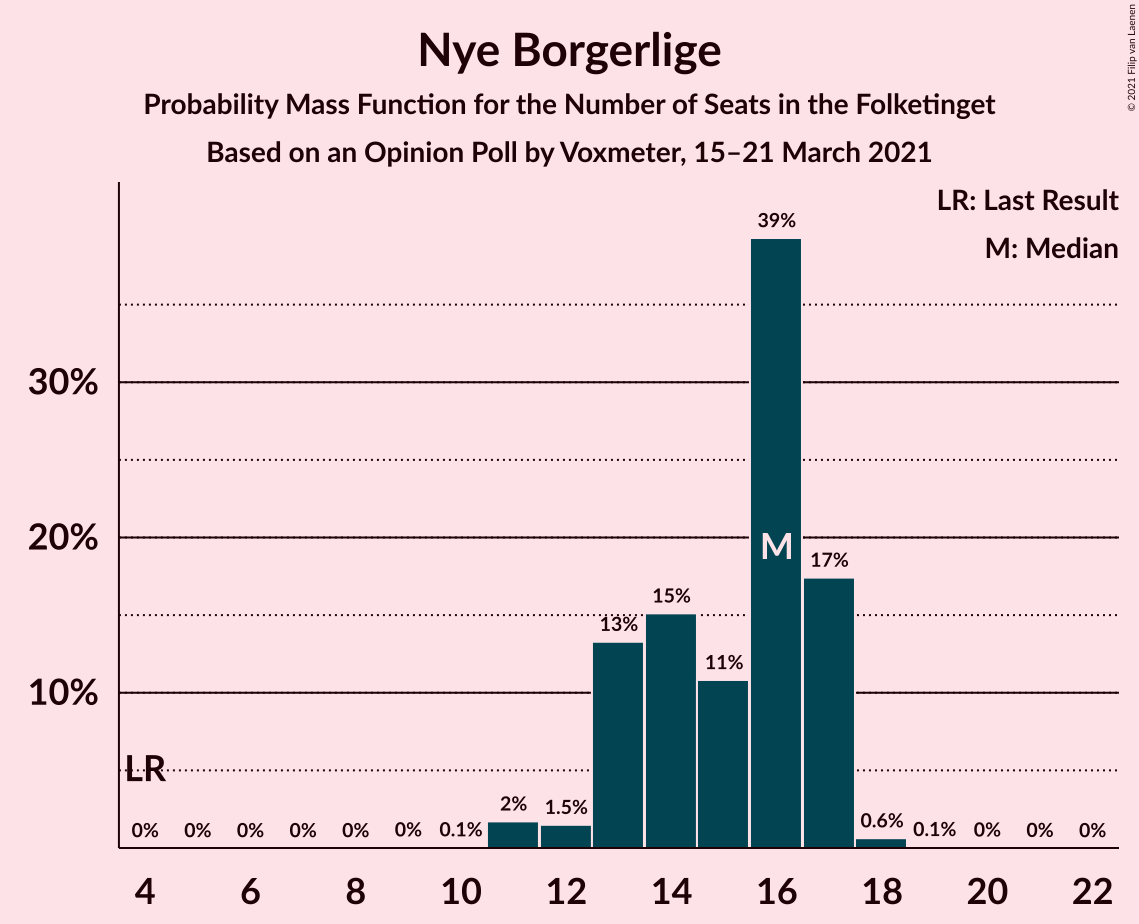 Nye Borgerlige
Probability Mass Function for the Number of Seats in the Folketinget
Based on an Opinion Poll by Voxmeter, 15–21 March 2021
© 2021 Filip van Laenen
LR: Last Result
M: Median
39%
30%
20%
M
17%
15%
13%
11%
10%
LR
0% 0% 0% 0% 0% 0% 0.1% 2% 1.5% 0.6% 0.1% 0% 0% 0%
4 6 8 10 12 14 16 18 20 22